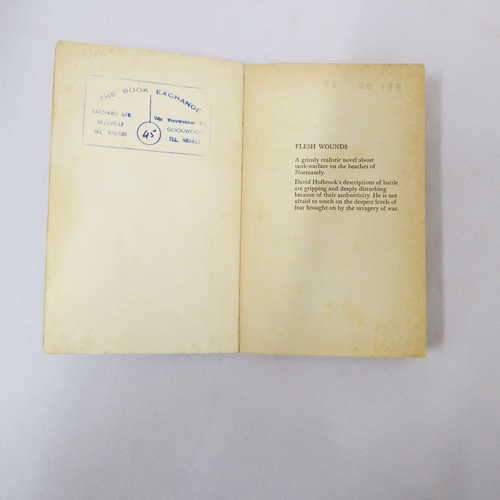 THE BOOK EXCHANGE
45
GOODWOOD
TEL.
FLESH WOUNDS
A grimly realistic novel about
tank-warfare on the beaches of
Normandy.
David Holbrook's descriptions of battle
are gripping and deeply disturbing
because of their authenticity. He is not
afraid to touch on the deepest levels of
fear brought on by the savagery of war.